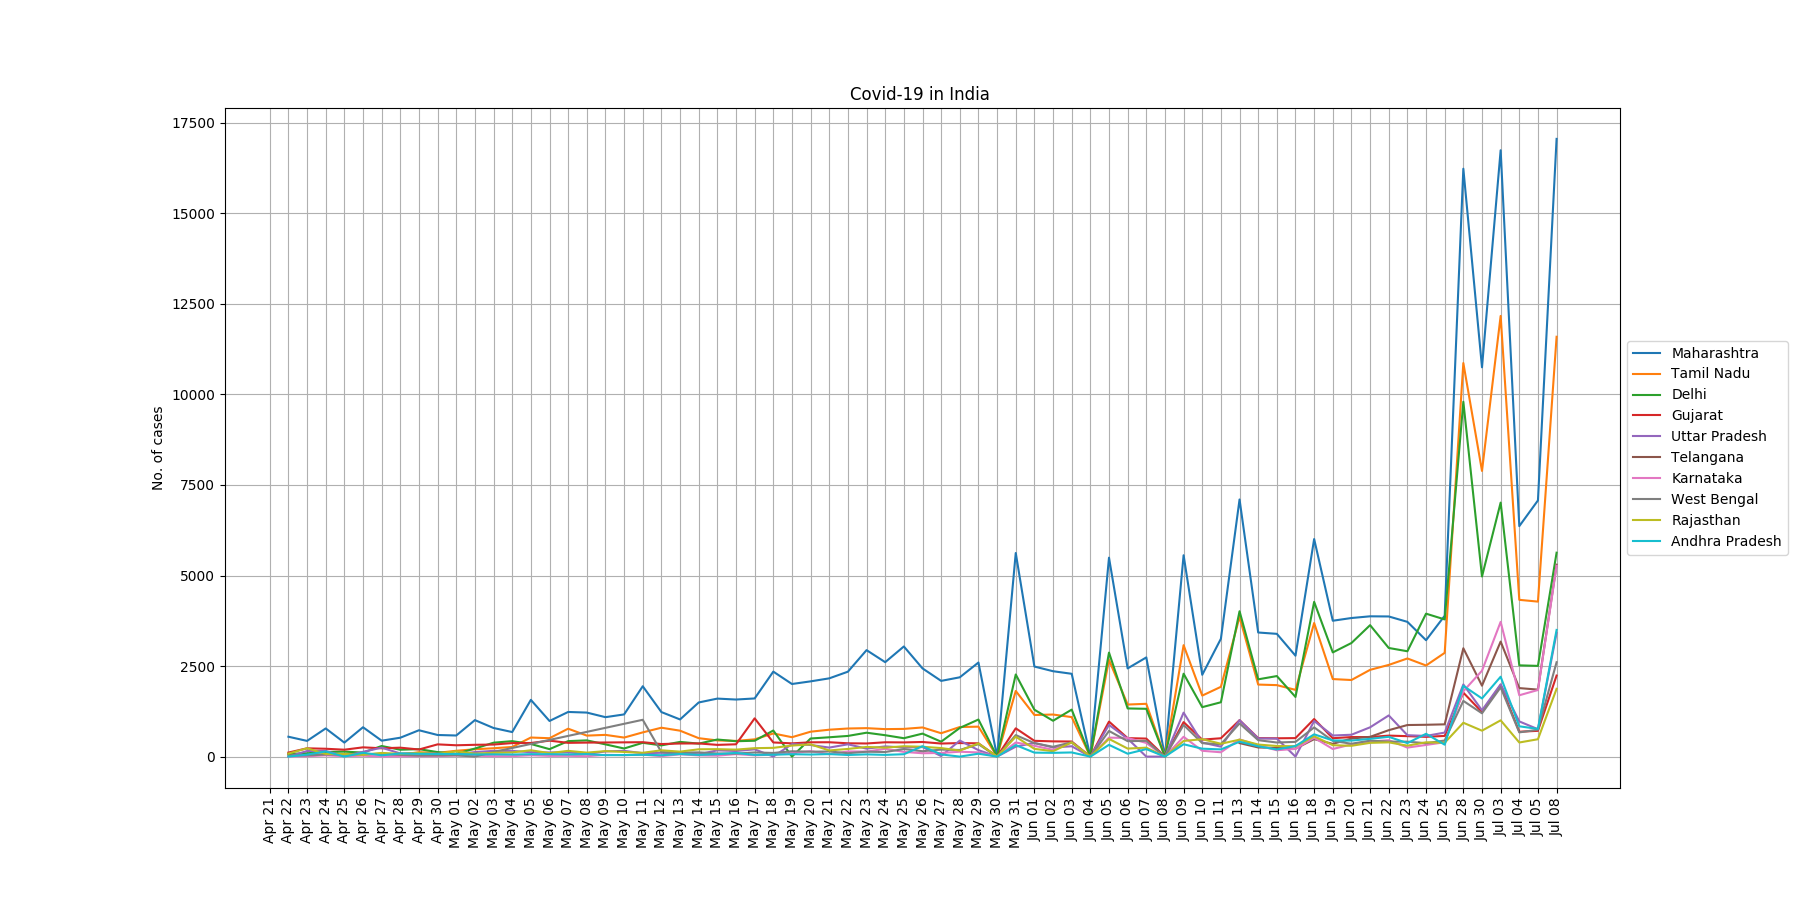 Covid-19 in India
No. of cases
17500
15000
12500
10000
7500
5000
2500
0
Apr 21
Apr 22
Apr 23
Apr 24
Apr 25
Apr 26
Apr 27
Apr 28
Apr 29
Apr 30
May 01
May 02
May 03
May 04
May 05
May 06
May 07
May 08
May 09
May 10
May 11
May 12
May 13
May 14
May 15
May 16
May 17
May 18
May 19
May 20
May 21
May 22
May 23
May 24
May 25
May 26
May 27
May 28
May 29
May 30
May 31
Jun 01
Jun 02
Jun 03
Jun 04
Jun 05
Jun 06
Jun 07
Jun 08
Jun 09
Jun 10
Jun 11
Jun 13
Jun 14
Jun 15
Jun 16
Jun 18
Jun 19
Jun 20
Jun 21
Jun 22
Jun 23
Jun 24
Jun 25
Jun 28
Jun 30
Jul 03
Jul 04
Jul 05
Jul 08
Maharashtra
Tamil Nadu
Delhi
Gujarat
Uttar Pradesh
Telangana
Karnataka
West Bengal
Rajasthan
Andhra Pradesh